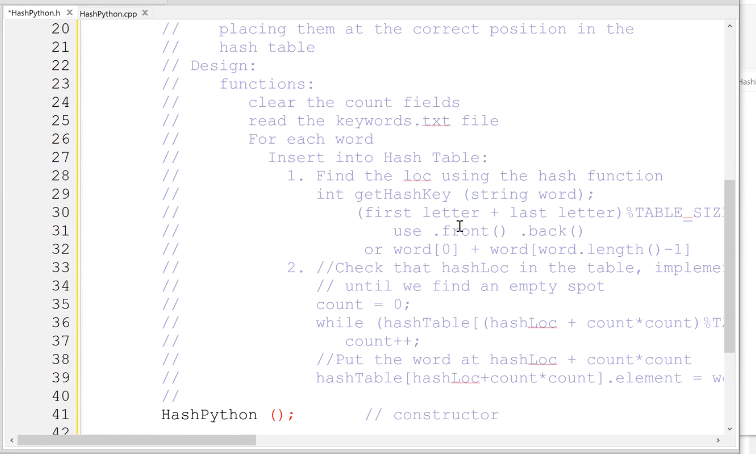 *HashPython.h HashPython.cpp
20 // placing them at the correct position in the
21 // hash table
22 // Design:
23 // functions:
24 // clear the count fields
25 // read the keywords.txt file
26 // For each word
27 // Insert into Hash Table:
28 // 1. Find the loc using the hash function
29 // int getHashKey (string word);
30 // (first letter + last letter)%TABLE_SIZ
31 // use .front() .back()
32 // or word[0] + word[word.length()-1]
33 // 2. //Check that hashLoc in the table, impleme
34 // // until we find an empty spot
35 // count = 0;
36 // while (hashTable[(hashLoc + count*count)%T
37 // count++;
38 // //Put the word at hashLoc + count*count
39 // hashTable[hashLoc+count*count].element = w
40 //
41 HashPython (); // constructor
42